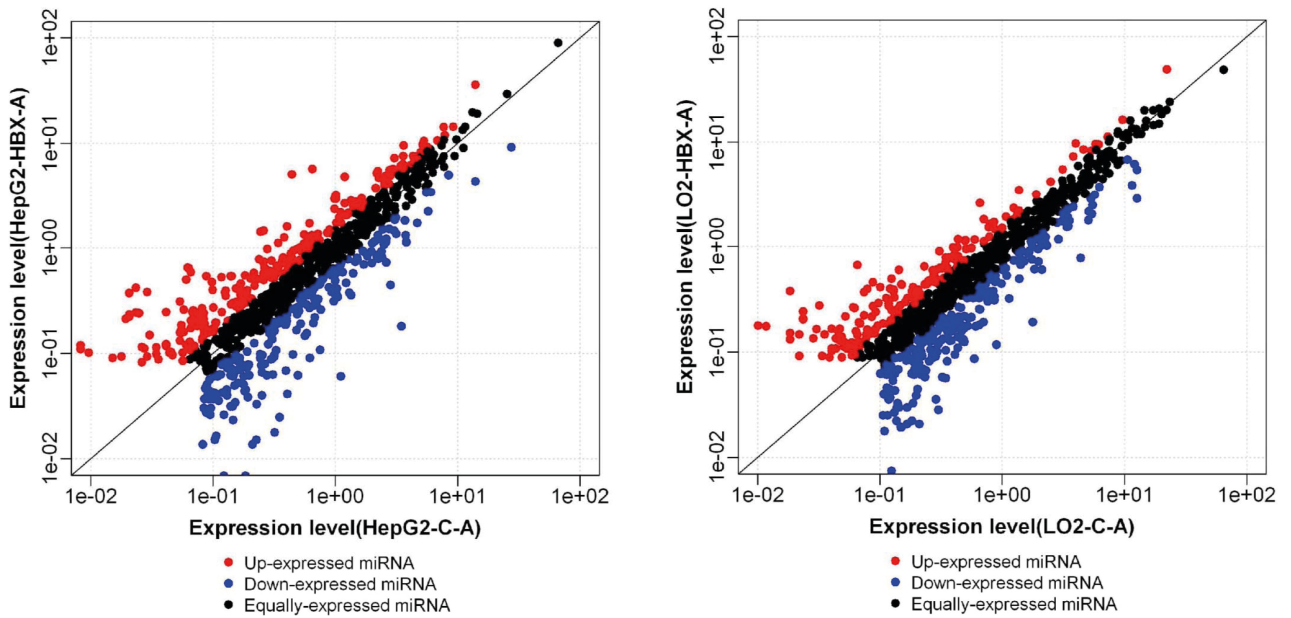 Expression level(HepG2-HBX-A)
1e+02
1e+01
1e+00
1e-01
1e-02
1e-02 1e-01 1e+00 1e+01 1e+02
Expression level(HepG2-C-A)
Up-expressed miRNA
Down-expressed miRNA
Equally-expressed miRNA
Expression level(LO2-HBX-A)
1e+02
1e+01
1e+00
1e-01
1e-02
1e-02 1e-01 1e+00 1e+01 1e+02
Expression level(LO2-C-A)
Up-expressed miRNA
Down-expressed miRNA
Equally-expressed miRNA